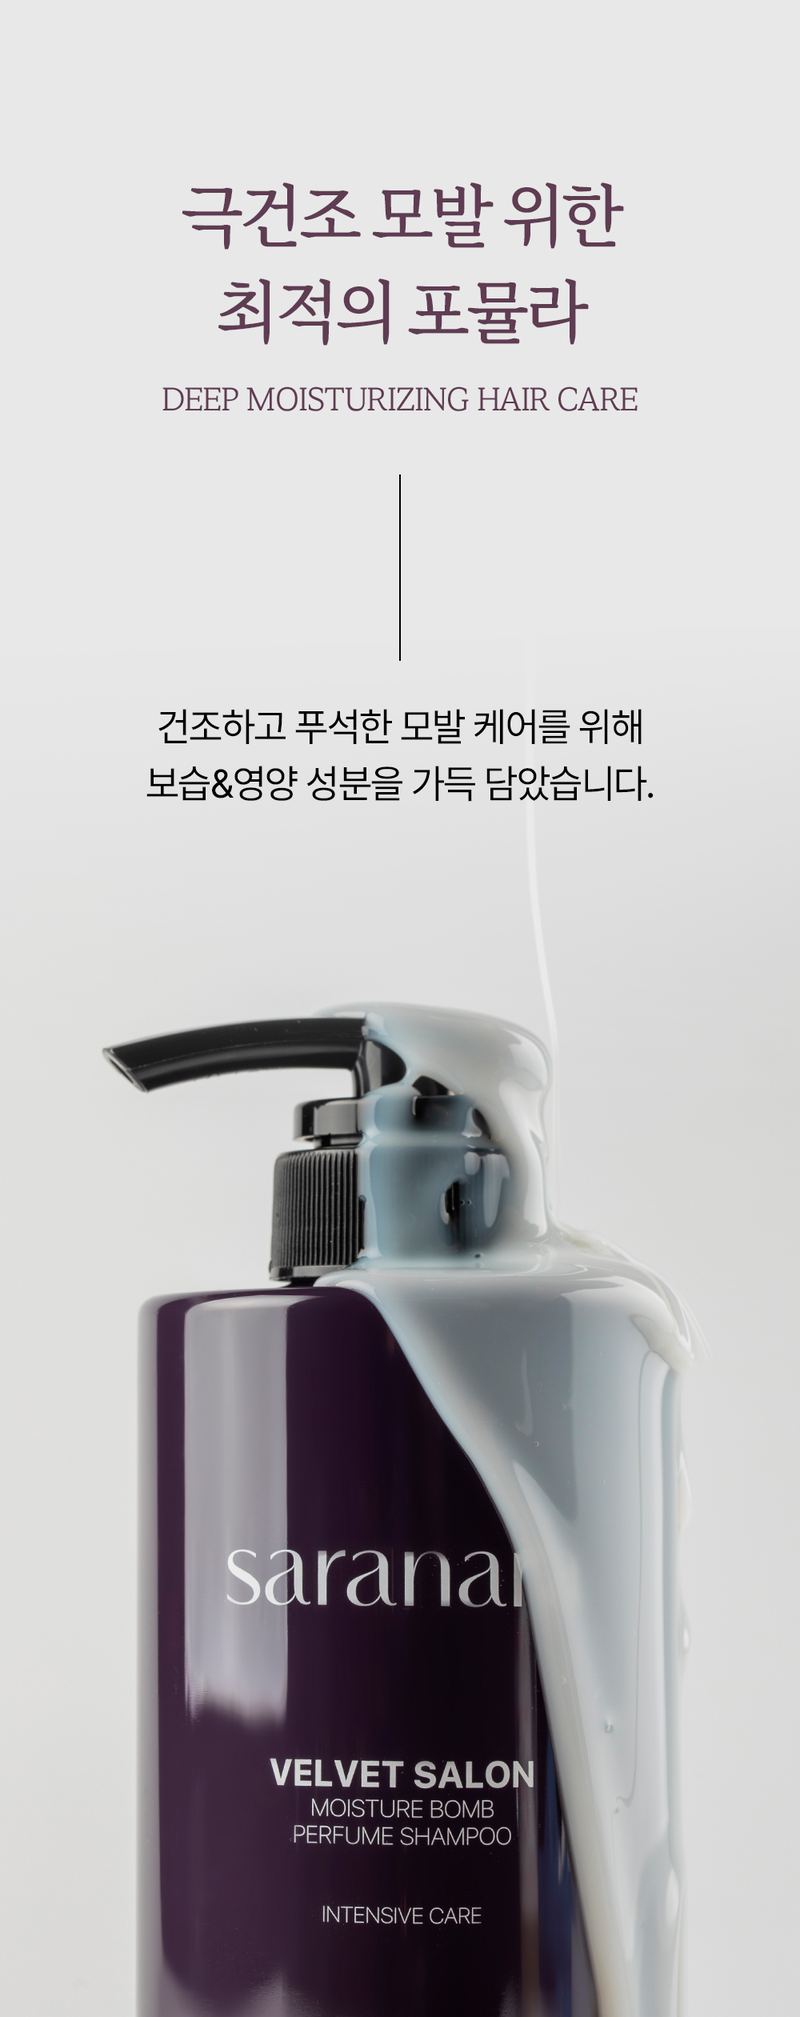 극건조 모발 위한
최적의 포뮬라
DEEP MOISTURIZING HAIR CARE
건조하고 푸석한 모발 케어를 위해
보습&영양 성분을 가득 담았습니다.
VELVET SALON
MOISTURE BOMB
PERFUME SHAMPOO
INTENSIVE CARE